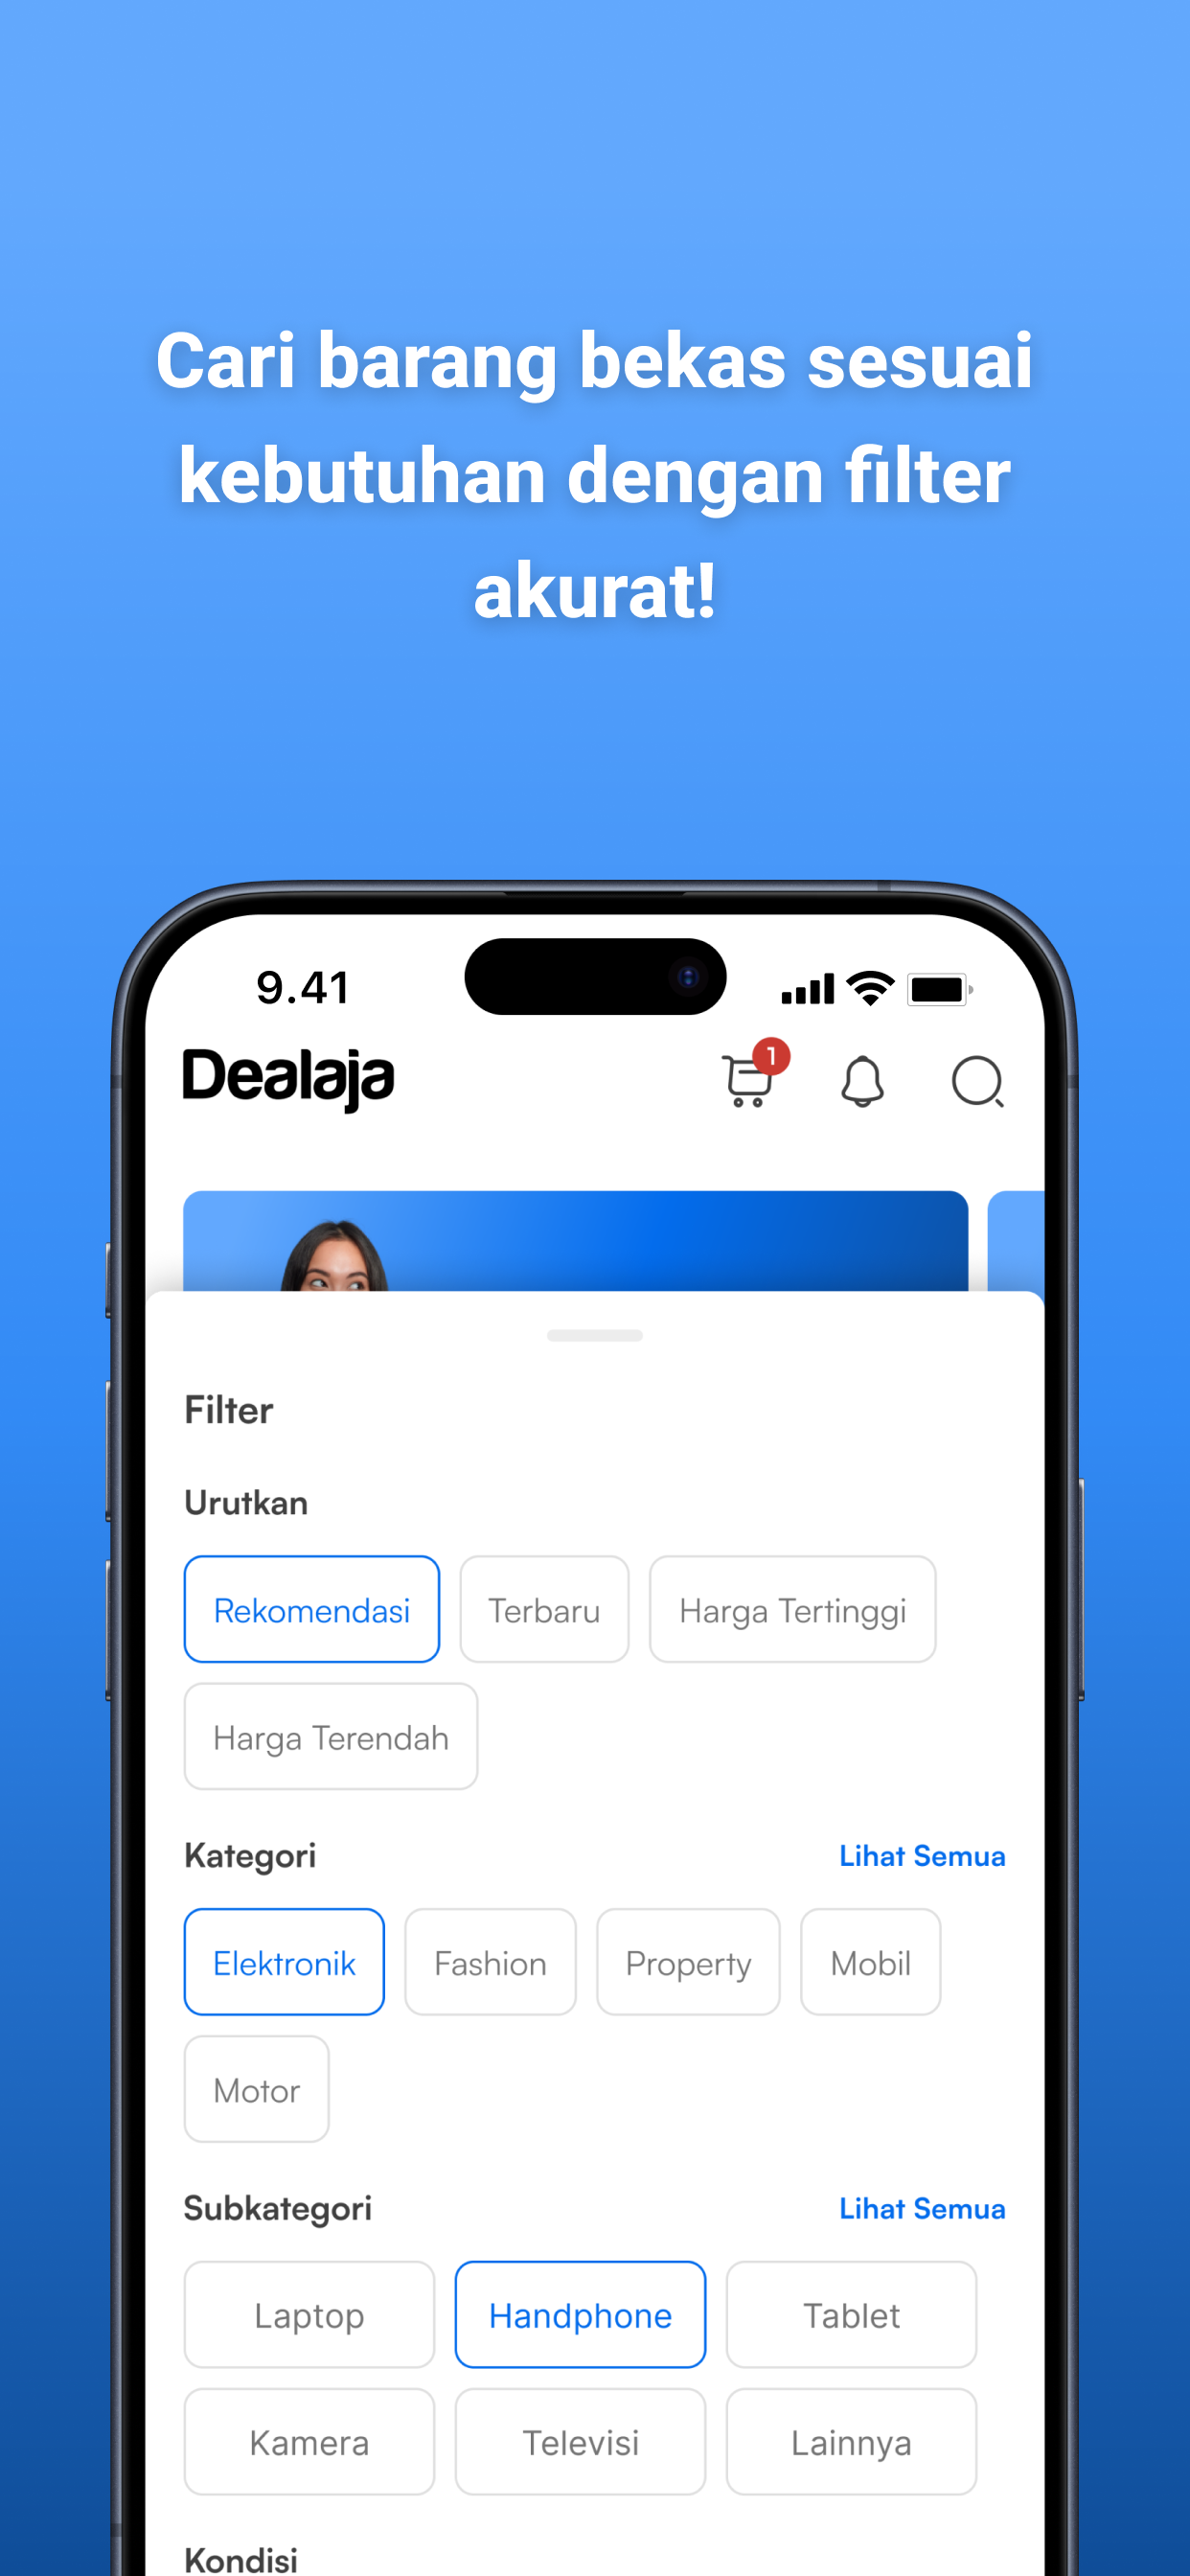 Cari barang bekas sesuai
kebutuhan dengan filter
akurat!
9.41
Dealaja
1
Filter
Urutkan
Rekomendasi Terbaru Harga Tertinggi
Harga Terendah
Kategori Lihat Semua
Elektronik Fashion Property Mobil
Motor
Subkategori Lihat Semua
Laptop Handphone Tablet
Kamera Televisi Lainnya
Kondisi